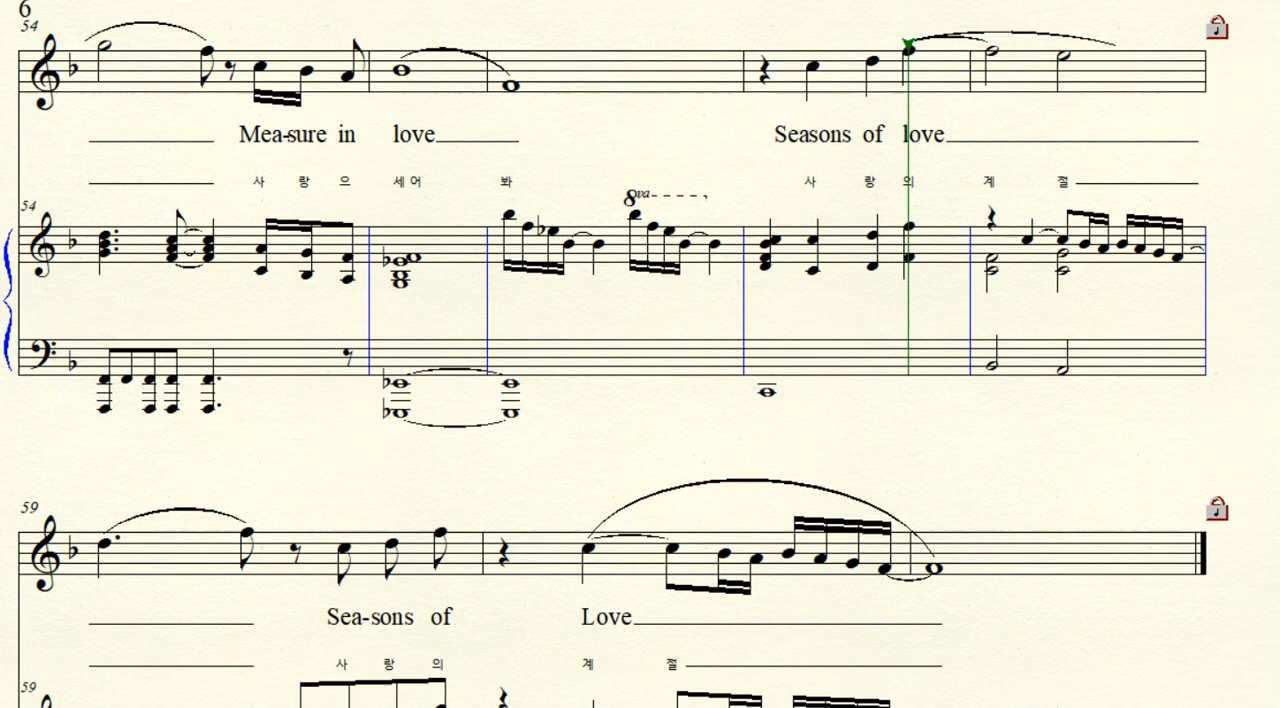 6
54
Mea-sure in love Seasons of love
사 랑 으 세 어 봐 사 랑 의 계 절
54
8va
59
Sea-sons of Love
사 랑 의 계 절
59